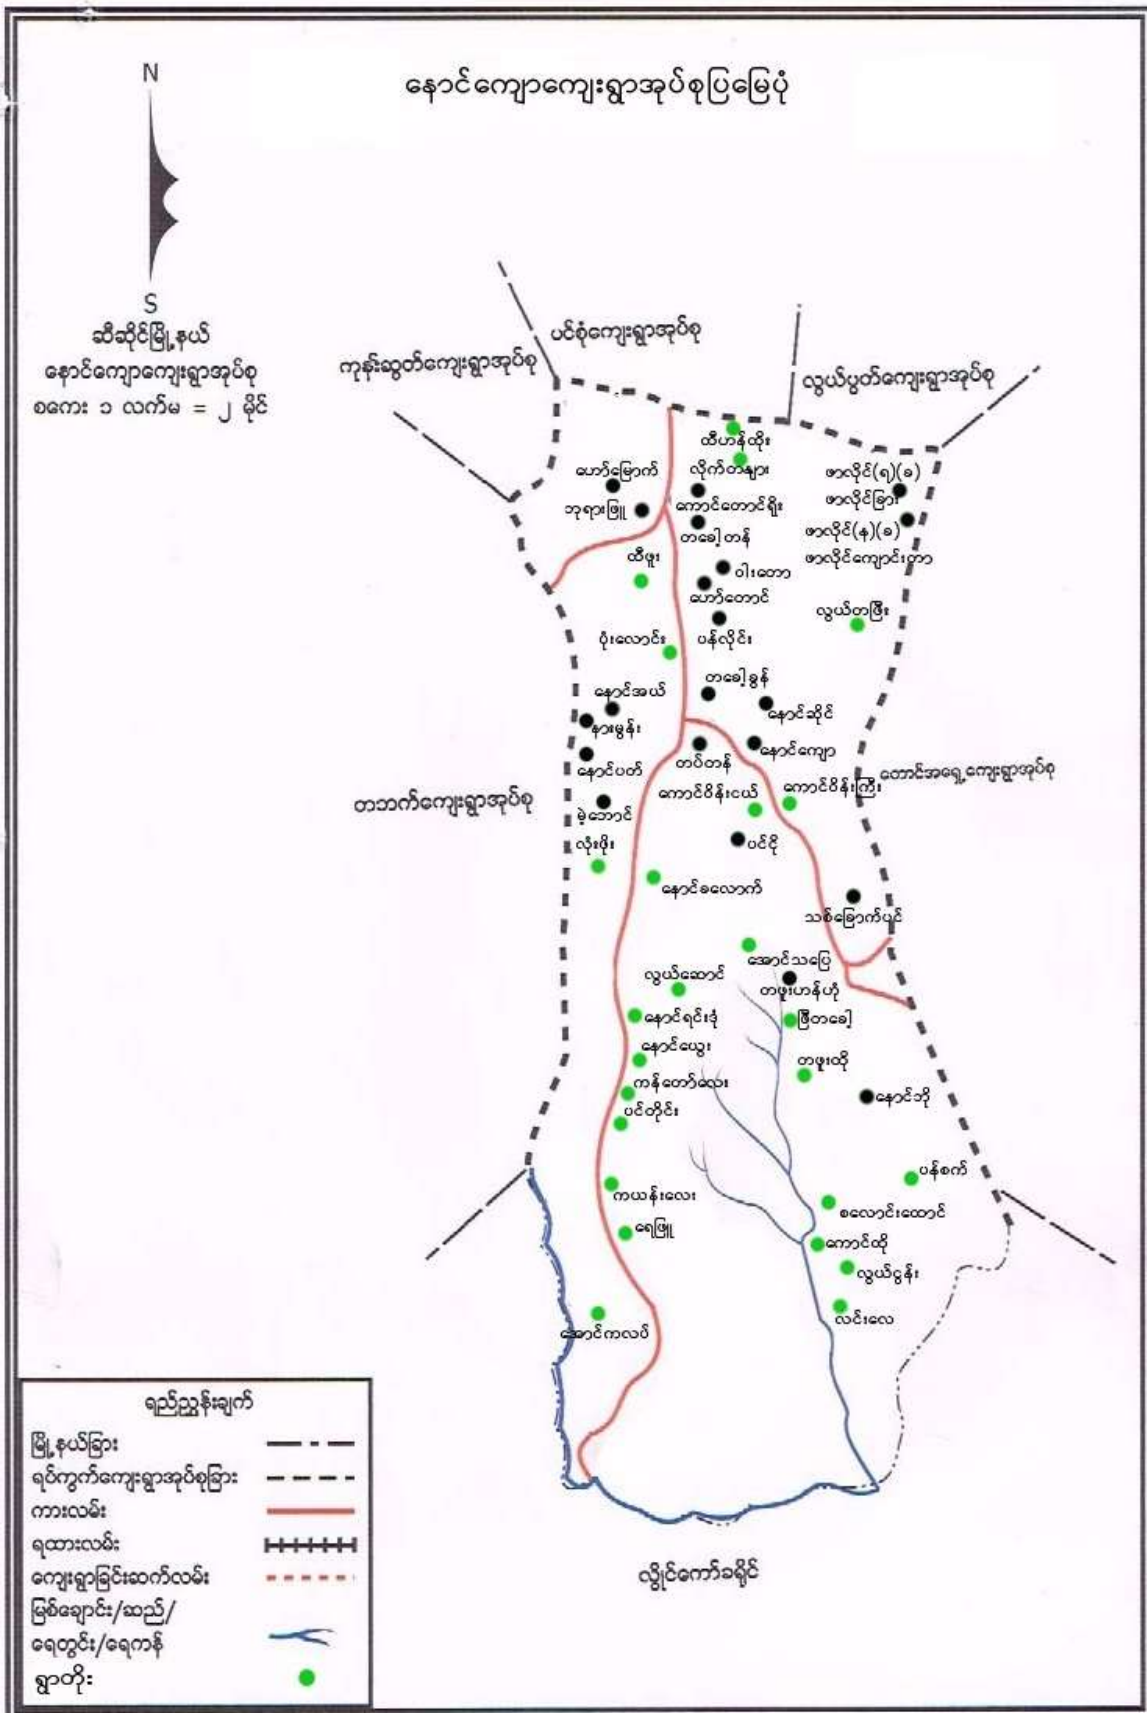 နောင်ကျောကျေးရွာအုပ်စုပြမြေပုံ
N
S
ဆီဆိုင်မြို့နယ်
နောင်ကျောကျေးရွာအုပ်စု
စကေး ၁ လက်မ = ၂ မိုင်
ပင်စုံကျေးရွာအုပ်စု
ကုန်းဆွတ်ကျေးရွာအုပ်စု
လွယ်ပွတ်ကျေးရွာအုပ်စု
ထီဟန်ထိုး
ဟော်မြောက်
လိုက်တများ
ဖာလိုင်(ရ)(ခ)
ဖာလိုင်ခြား
ဘုရားဖြူ
ကောင်တောင်ရိုး
တခေါ့တန်
ဖာလိုင်(န)(ခ)
ဖာလိုင်ကျောင်းတာ
ထီဖူး
ဝါးတော
ဟော်တောင်
လွယ်တဖြီး
ပုံးလောင်း
ပန်လိုင်း
နောင်အယ်
တခေါ့ခွန်
နောင်ဆိုင်
နားမွန်း
နောင်ပတ်
တပ်တန်
နောင်ကျော
တောင်အရှေ့ကျေးရွာအုပ်စု
တဘက်ကျေးရွာအုပ်စု
ကောင်ပိန်းငယ်
ကောင်ပိန်းကြီး
မဲ့ဘောင်
လုံးဖိုး
ပင်ငို
နောင်ခလောက်
သစ်ခြောက်ပင်
အောင်သပြေ
လွယ်ဆောင်
တဖူးဟန်ဟို
နောင်ရင်းဒုံ
ဖြီတခေါ့
နောင်ယွေး
တဖူးထို
ကန်တော်လေး
နောင်ဘို
ပင်တိုင်း
ပန်စက်
ကယန်းလေး
စလောင်းထောင်
ရေဖြူ
ကောင်ထို
လွယ်ငွန်း
လင်းလေ
အောင်ကလပ်
လွိုင်ကော်ခရိုင်
ရည်ညွှန်းချက်
မြို့နယ်ခြား
ရပ်ကွက်ကျေးရွာအုပ်စုခြား
ကားလမ်း
ရထားလမ်း
ကျေးရွာခြင်းဆက်လမ်း
မြစ်ချောင်း/ဆည်/
ရေတွင်း/ရေကန်
ရွာတိုး